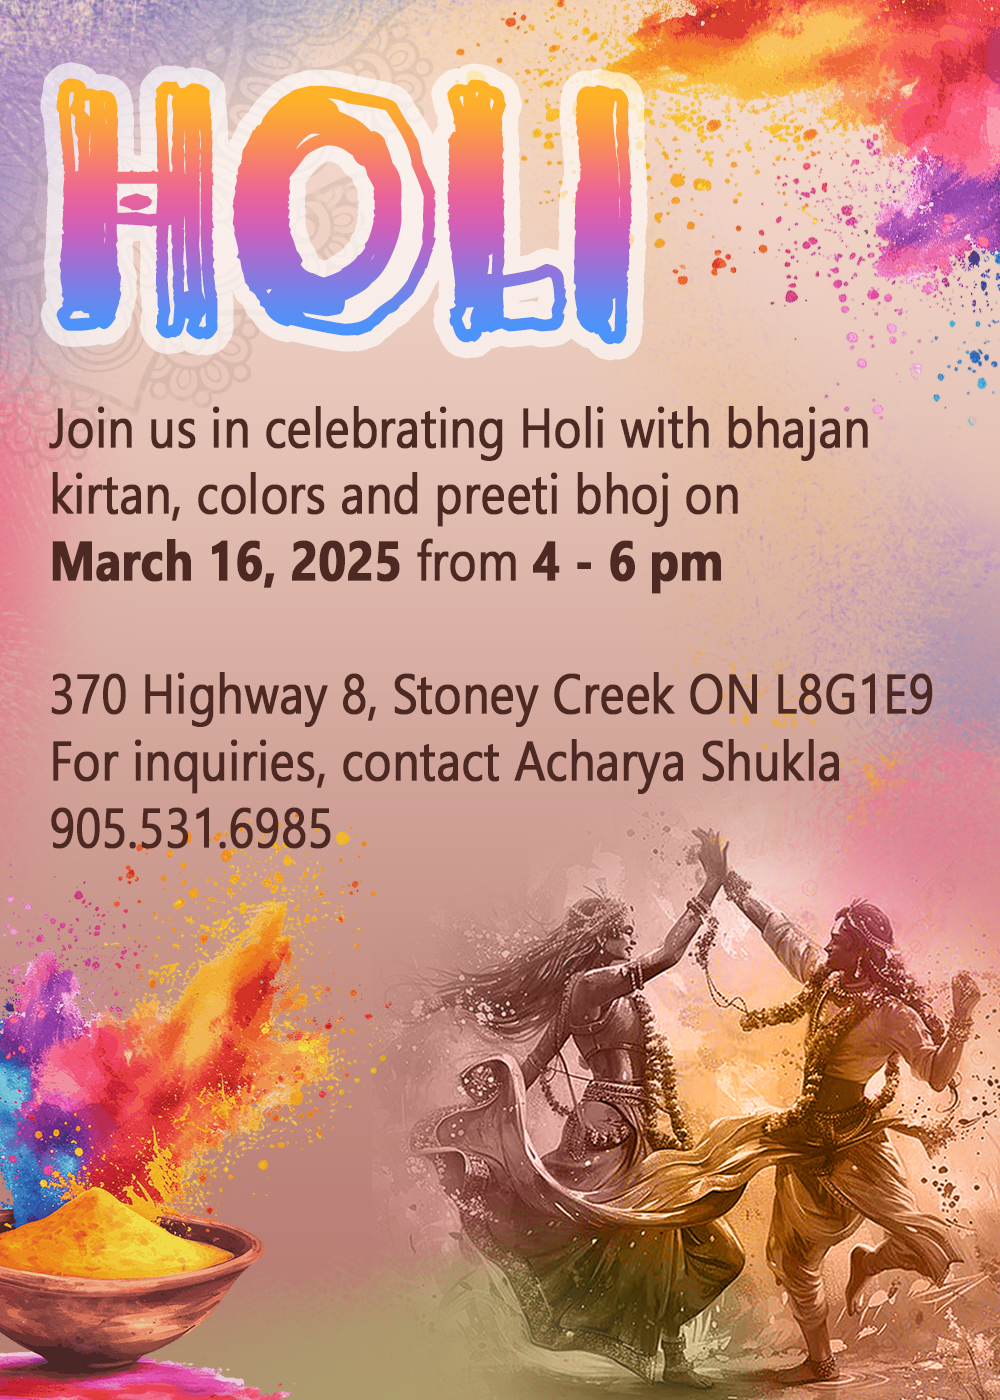 HOLI
Join us in celebrating Holi with bhajan
kirtan, colors and preeti bhoj on
March 16, 2025 from 4 - 6 pm
370 Highway 8, Stoney Creek ON L8G1E9
For inquiries, contact Acharya Shukla
905.531.6985